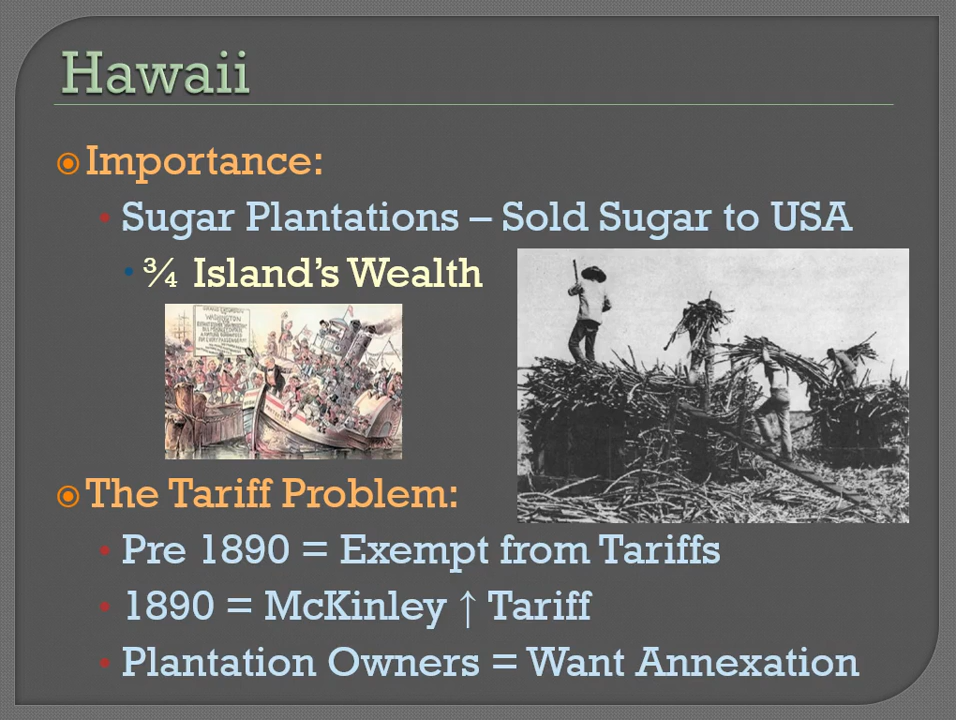 Hawaii
Importance:
Sugar Plantations – Sold Sugar to USA
¾ Island's Wealth
WASHINGTON
The Tariff Problem:
Pre 1890 = Exempt from Tariffs
1890 = McKinley ↑ Tariff
Plantation Owners = Want Annexation